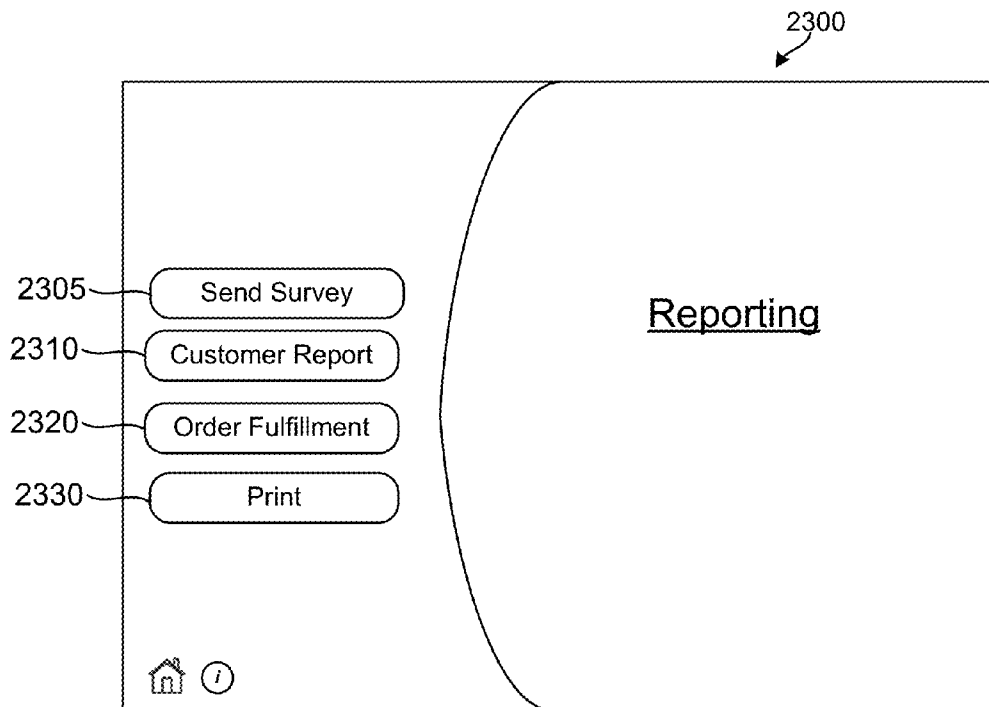 2300
2305 Send Survey
Reporting
2310 Customer Report
2320 Order Fulfillment
2330 Print
i